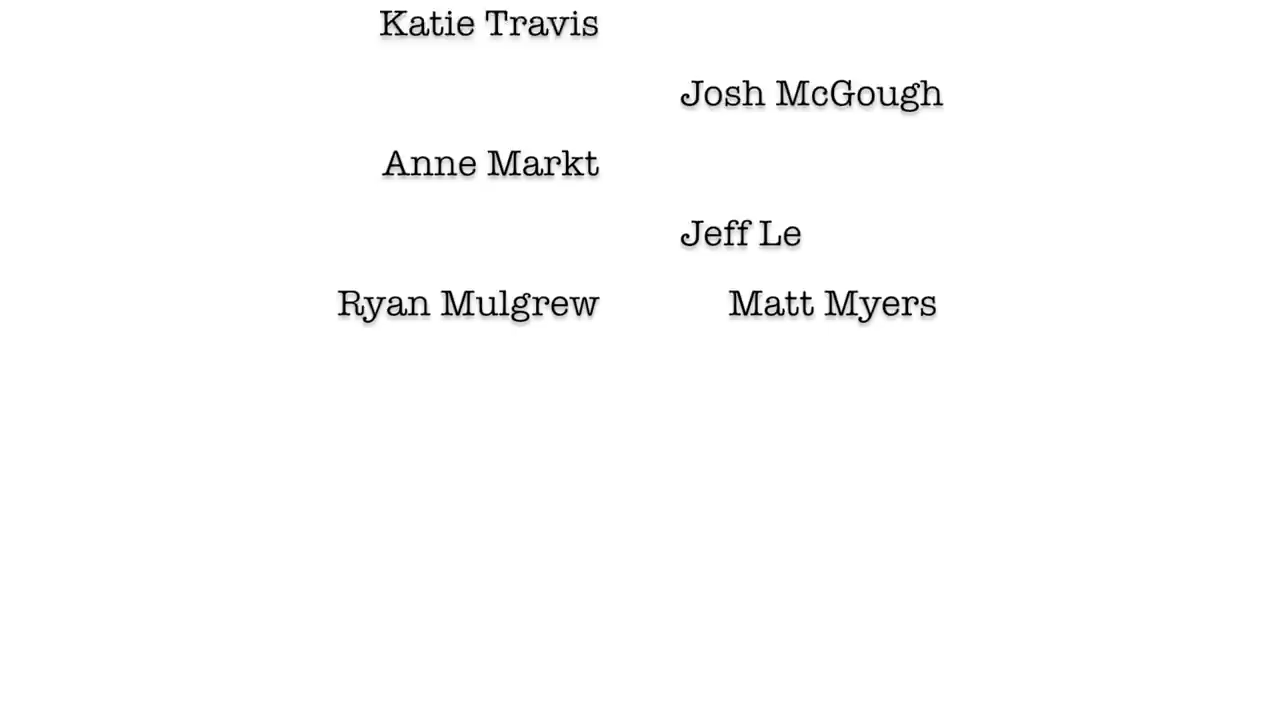 Katie Travis
Josh McGough
Anne Markt
Jeff Le
Ryan Mulgrew Matt Myers